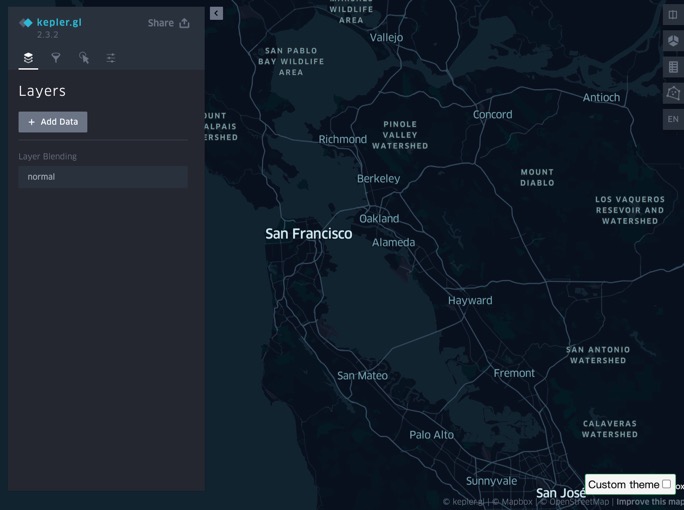 kepler.gl
2.3.2
Share
Layers
+ Add Data
Layer Blending
normal
WILDLIFE
AREA
Vallejo
SAN PABLO
BAY WILDLIFE
AREA
Antioch
Concord
OUNT
ALPAIS
ERSHED
PINOLE
VALLEY
WATERSHED
Richmond
EN
MOUNT
DIABLO
Berkeley
LOS VAQUEROS
RESEVOIR AND
WATERSHED
Oakland
San Francisco
Alameda
Hayward
SAN ANTONIO
WATERSHED
San Mateo
Fremont
CALAVERAS
WATERSHED
Palo Alto
Sunnyvale
Custom theme
San José
© kepler.gl | © Mapbox | © OpenStreetMap | Improve this map